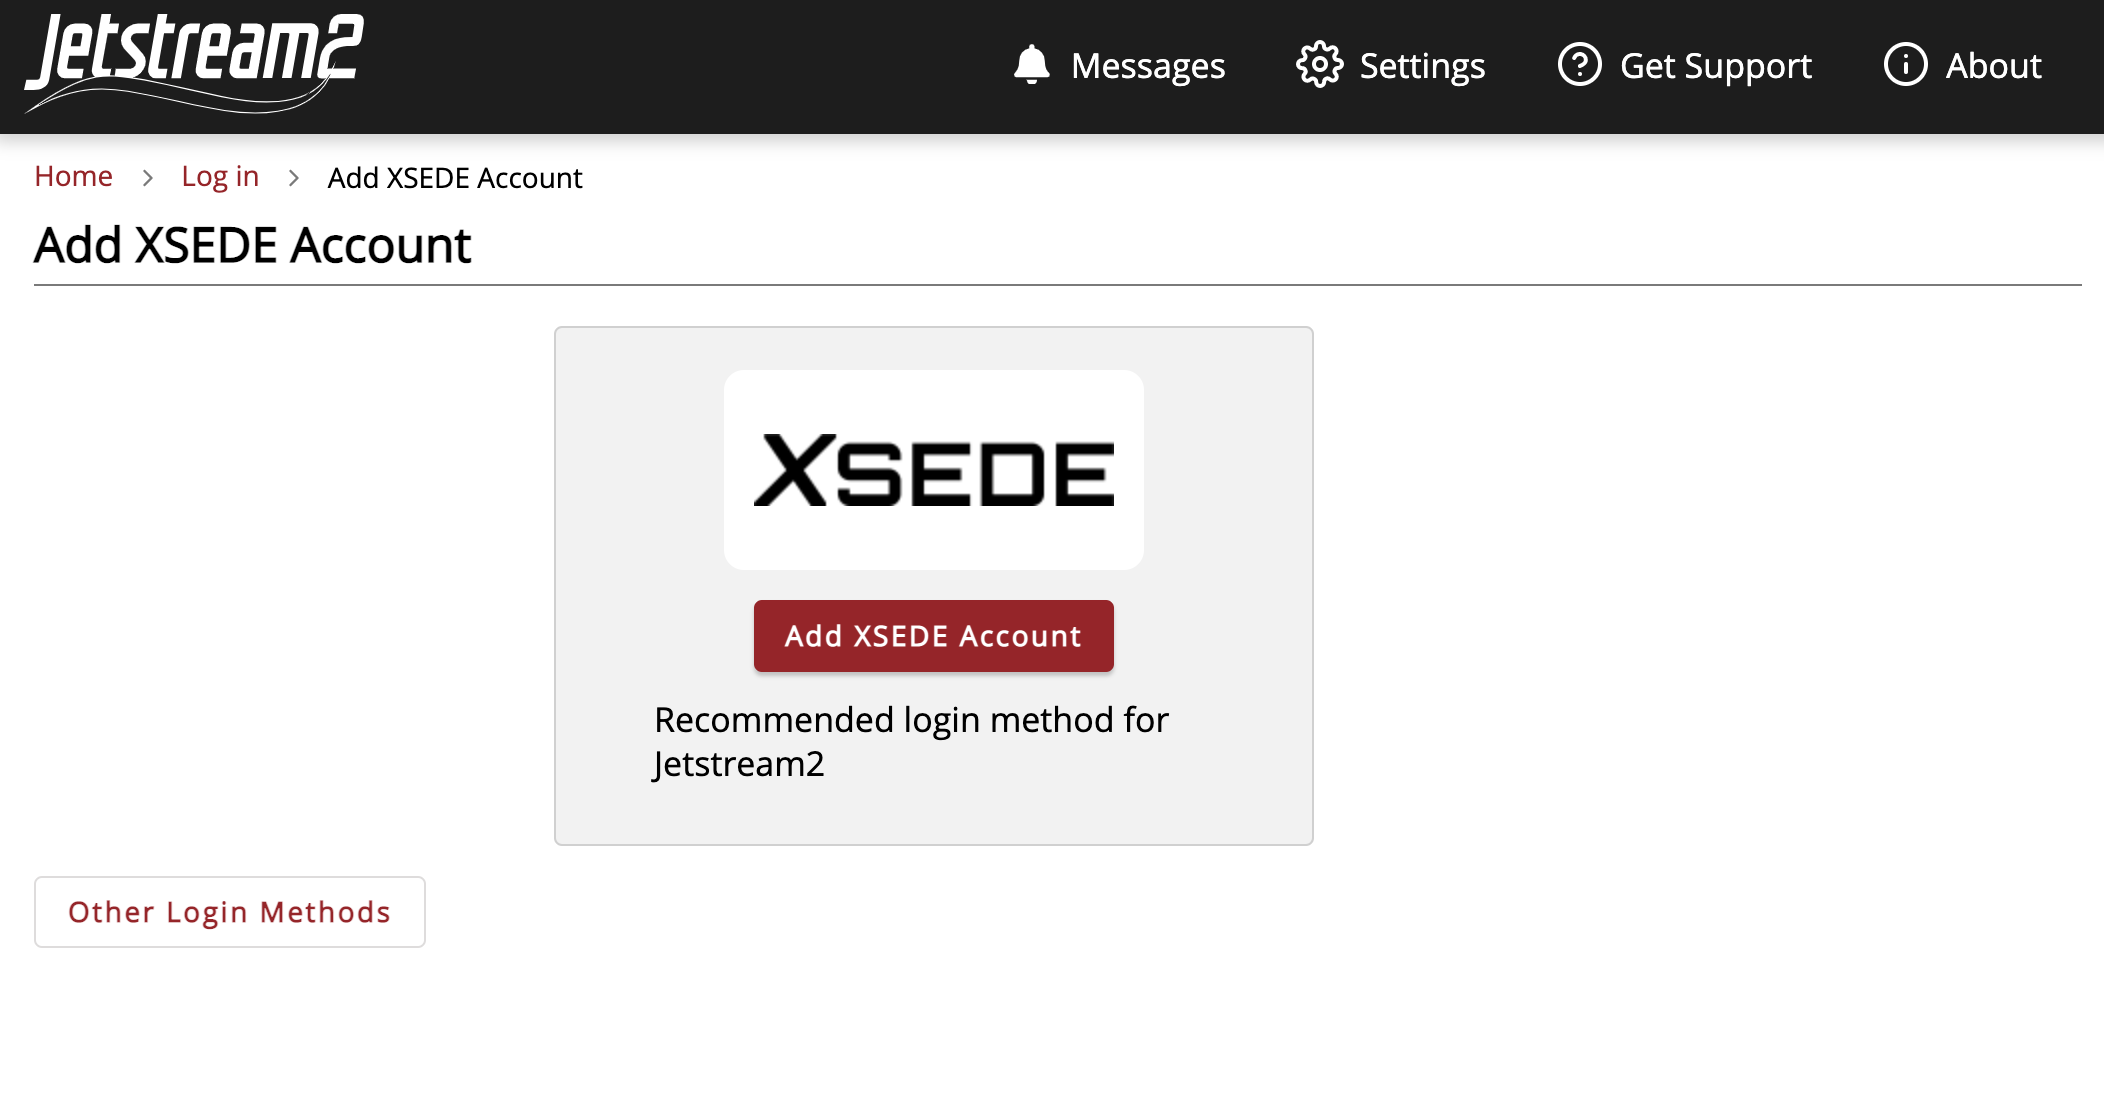 Jetstream2
Messages
Settings
Get Support
About
Home > Log in > Add XSEDE Account
Add XSEDE Account
XSEDE
Add XSEDE Account
Recommended login method for
Jetstream2
Other Login Methods